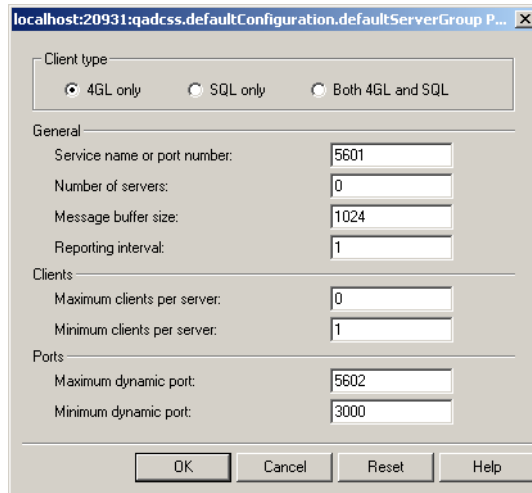 localhost:20931:qadcss.defaultConfiguration.defaultServerGroup P...
Client type
4GL only SQL only Both 4GL and SQL
General
Service name or port number: 5601
Number of servers: 0
Message buffer size: 1024
Reporting interval: 1
Clients
Maximum clients per server: 0
Minimum clients per server: 1
Ports
Maximum dynamic port: 5602
Minimum dynamic port: 3000
OK Cancel Reset Help